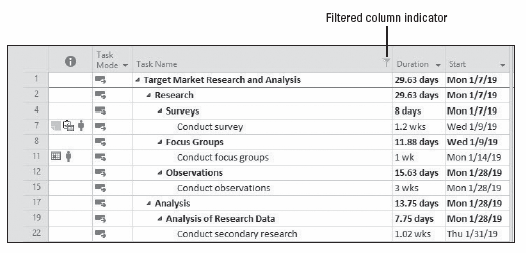 Filtered column indicator
Task Mode Task Name Duration Start
1 Target Market Research and Analysis 29.63 days Mon 1/7/19
2 Research 29.63 days Mon 1/7/19
4 Surveys 8 days Mon 1/7/19
7 Conduct survey 1.2 wks Wed 1/9/19
8 Focus Groups 11.88 days Wed 1/9/19
11 Conduct focus groups 1 wk Mon 1/14/19
12 Observations 15.63 days Mon 1/28/19
15 Conduct observations 3 wks Mon 1/28/19
17 Analysis 13.75 days Mon 1/28/19
19 Analysis of Research Data 7.75 days Mon 1/28/19
22 Conduct secondary research 1.02 wks Thu 1/31/19